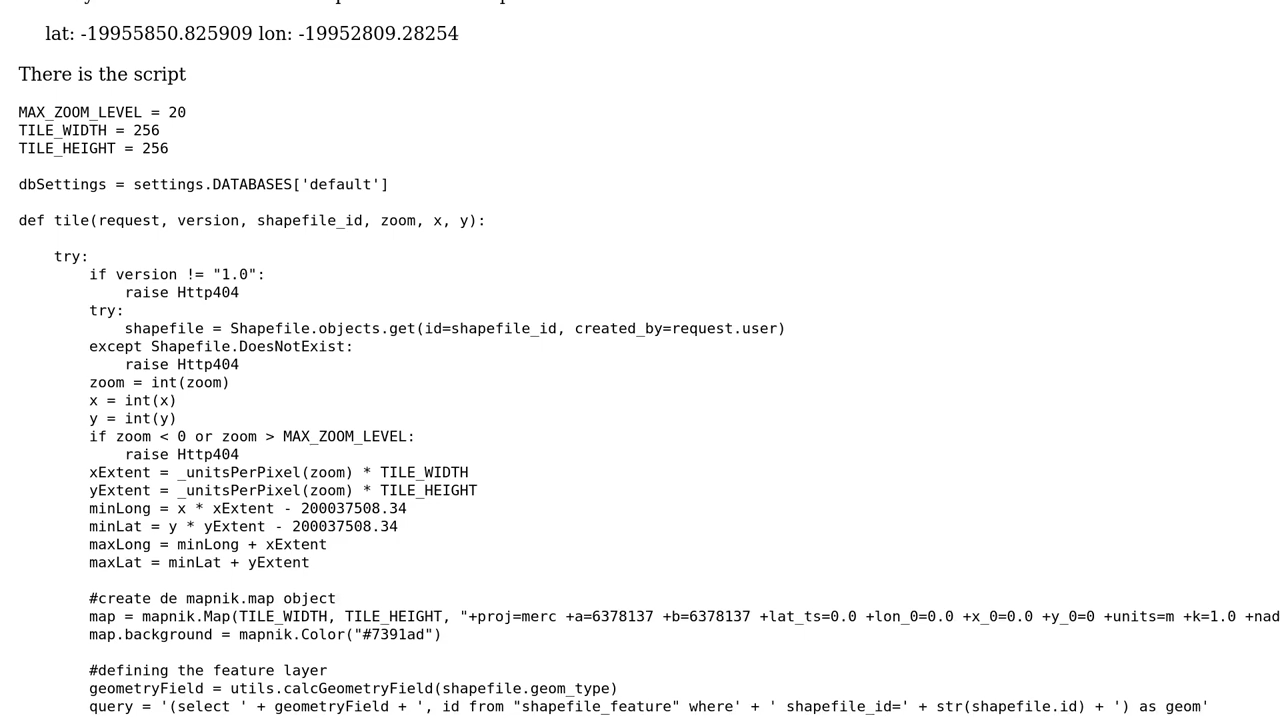 lat: -19955850.825909 lon: -19952809.28254
There is the script
MAX_ZOOM_LEVEL = 20
TILE_WIDTH = 256
TILE_HEIGHT = 256
dbSettings = settings.DATABASES['default']
def tile(request, version, shapefile_id, zoom, x, y):
try:
if version != "1.0":
raise Http404
try:
shapefile = Shapefile.objects.get(id=shapefile_id, created_by=request.user)
except Shapefile.DoesNotExist:
raise Http404
zoom = int(zoom)
x = int(x)
y = int(y)
if zoom < 0 or zoom > MAX_ZOOM_LEVEL:
raise Http404
xExtent = _unitsPerPixel(zoom) * TILE_WIDTH
yExtent = _unitsPerPixel(zoom) * TILE_HEIGHT
minLong = x * xExtent - 200037508.34
minLat = y * yExtent - 200037508.34
maxLong = minLong + xExtent
maxLat = minLat + yExtent
#create de mapnik.map object
map = mapnik.Map(TILE_WIDTH, TILE_HEIGHT, "+proj=merc +a=6378137 +b=6378137 +lat_ts=0.0 +lon_0=0.0 +x_0=0.0 +y_0=0 +units=m +k=1.0 +nad
map.background = mapnik.Color("#7391ad")
#defining the feature layer
geometryField = utils.calcGeometryField(shapefile.geom_type)
query = '(select ' + geometryField + ', id from "shapefile_feature" where' + ' shapefile_id=' + str(shapefile.id) + ') as geom'